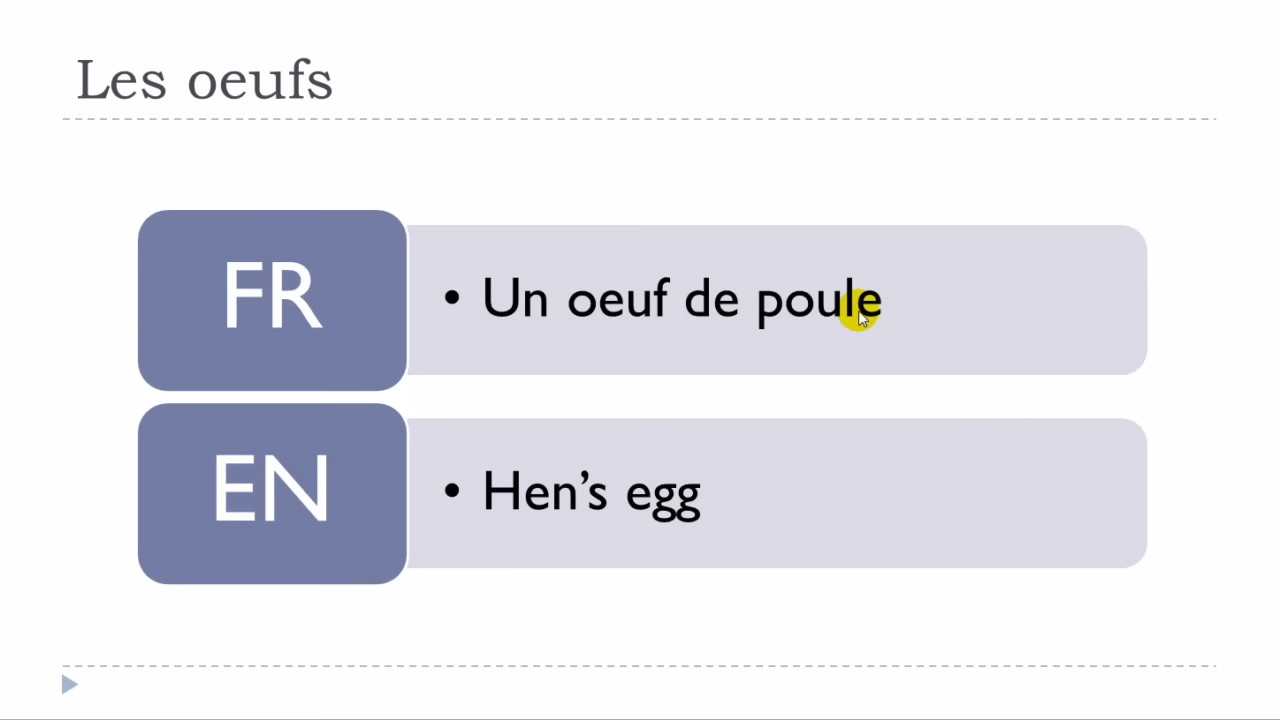 Les oeufs
FR
• Un oeuf de poule
EN
• Hen’s egg